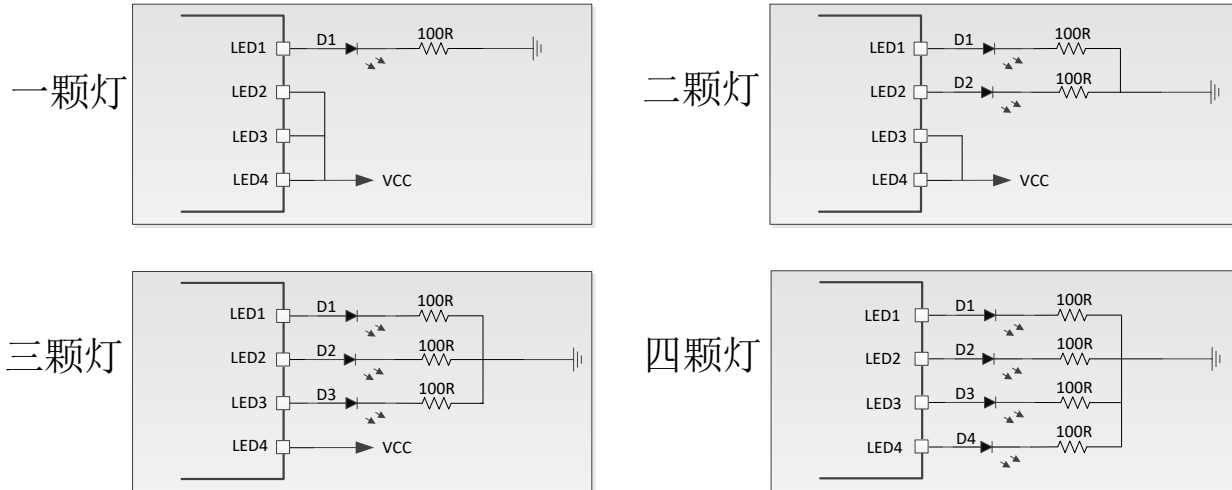 一颗灯
LED1 D1 100R
LED2
LED3
LED4 VCC
二颗灯
LED1 D1 100R
LED2 D2 100R
LED3
LED4 VCC
三颗灯
LED1 D1 100R
LED2 D2 100R
LED3 D3 100R
LED4 VCC
四颗灯
LED1 D1 100R
LED2 D2 100R
LED3 D3 100R
LED4 D4 100R